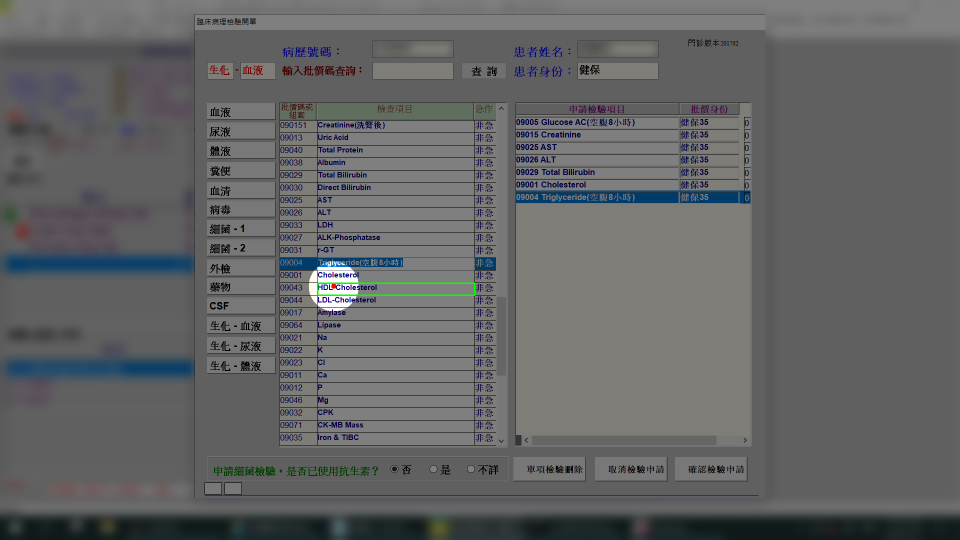 臨床病理檢驗開單
門診版本201702
病歷號碼：
患者姓名：
生化 - 血液
輸入批價碼查詢：
查 詢
患者身份： 健保
血液
尿液
體液
糞便
血清
病毒
細菌 - 1
細菌 - 2
外檢
藥物
CSF
生化 - 血液
生化 - 尿液
生化 - 體液
批價碼或組套 檢查項目 急作
090151 Creatinine(洗腎後) 非急
09013 Uric Acid 非急
09040 Total Protein 非急
09038 Albumin 非急
09029 Total Bilirubin 非急
09030 Direct Bilirubin 非急
09025 AST 非急
09026 ALT 非急
09033 LDH 非急
09027 ALK-Phosphatase 非急
09031 r-GT 非急
09004 Triglyceride(空腹8小時) 非急
09001 Cholesterol 非急
09043 HDL-Cholesterol 非急
09044 LDL-Cholesterol 非急
09017 Amylase 非急
09064 Lipase 非急
09021 Na 非急
09022 K 非急
09023 Cl 非急
09011 Ca 非急
09012 P 非急
09046 Mg 非急
09032 CPK 非急
09071 CK-MB Mass 非急
09035 Iron & TIBC 非急
申請檢驗項目 批價身份
09005 Glucose AC(空腹8小時) 健保35 0
09015 Creatinine 健保35 0
09025 AST 健保35 0
09026 ALT 健保35 0
09029 Total Bilirubin 健保35 0
09001 Cholesterol 健保35 0
09004 Triglyceride(空腹8小時) 健保35 0
申請細菌檢驗，是否已使用抗生素？ 否 是 不詳
單項檢驗刪除
取消檢驗申請
確認檢驗申請